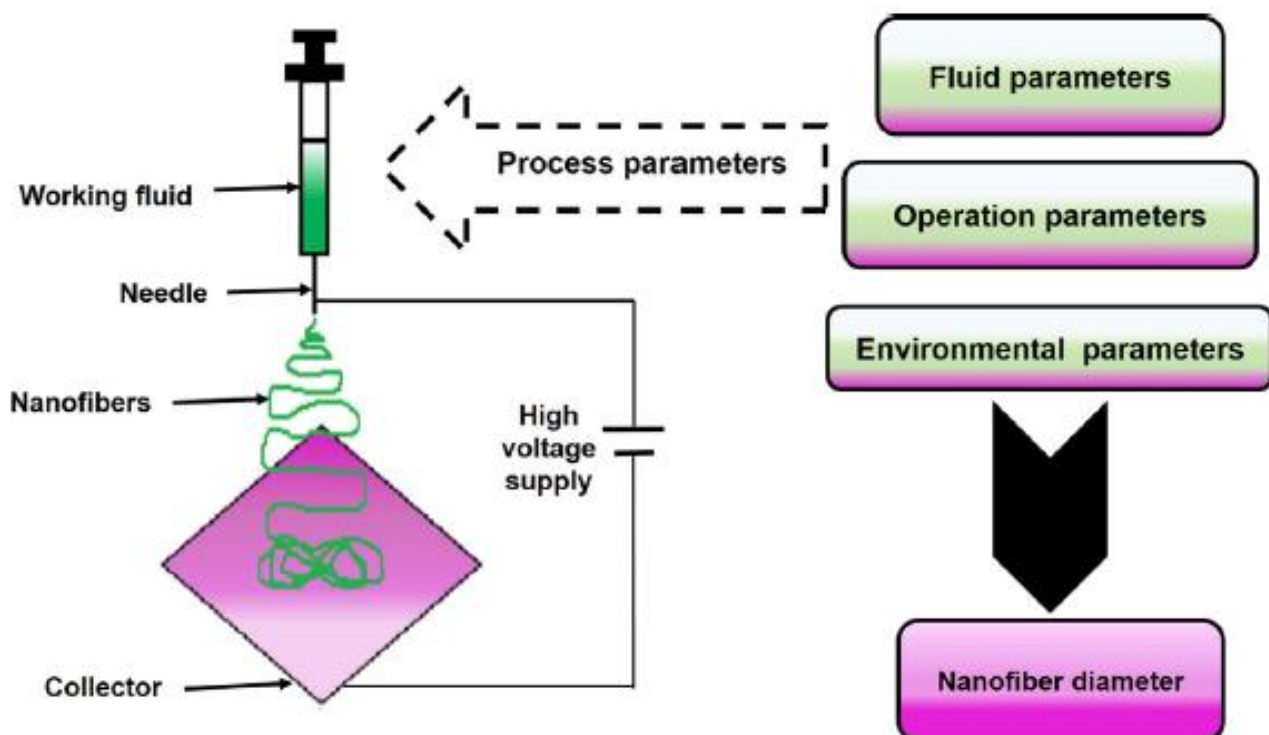 Working fluid
Needle
Nanofibers
Collector
High
voltage
supply
Process parameters
Fluid parameters
Operation parameters
Environmental parameters
Nanofiber diameter